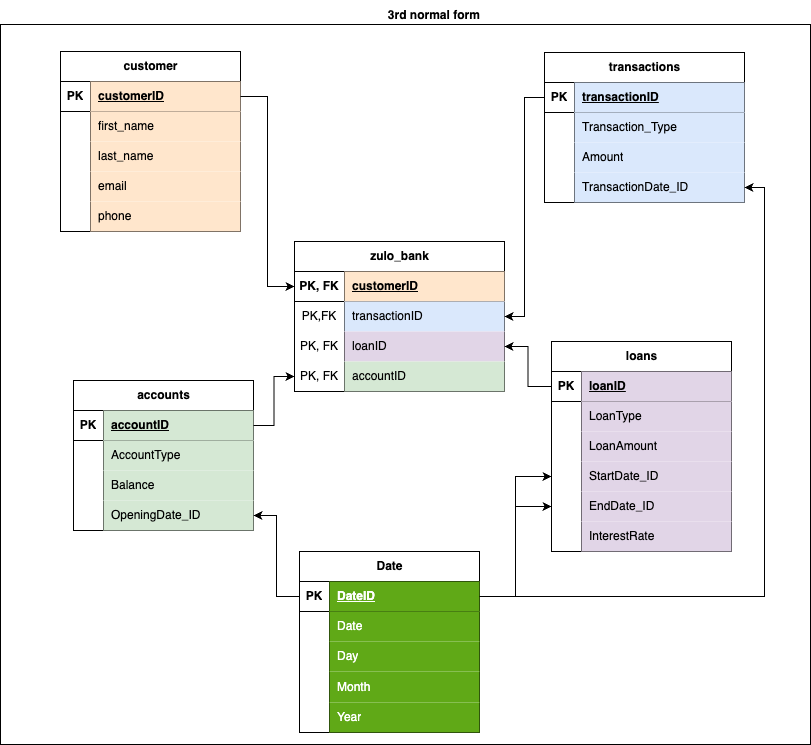 3rd normal form
customer
PK customerID
first_name
last_name
email
phone
transactions
PK transactionID
Transaction_Type
Amount
TransactionDate_ID
zulo_bank
PK, FK customerID
PK,FK transactionID
PK, FK loanID
PK, FK accountID
loans
PK loanID
LoanType
LoanAmount
StartDate_ID
EndDate_ID
InterestRate
accounts
PK accountID
AccountType
Balance
OpeningDate_ID
Date
PK DateID
Date
Day
Month
Year